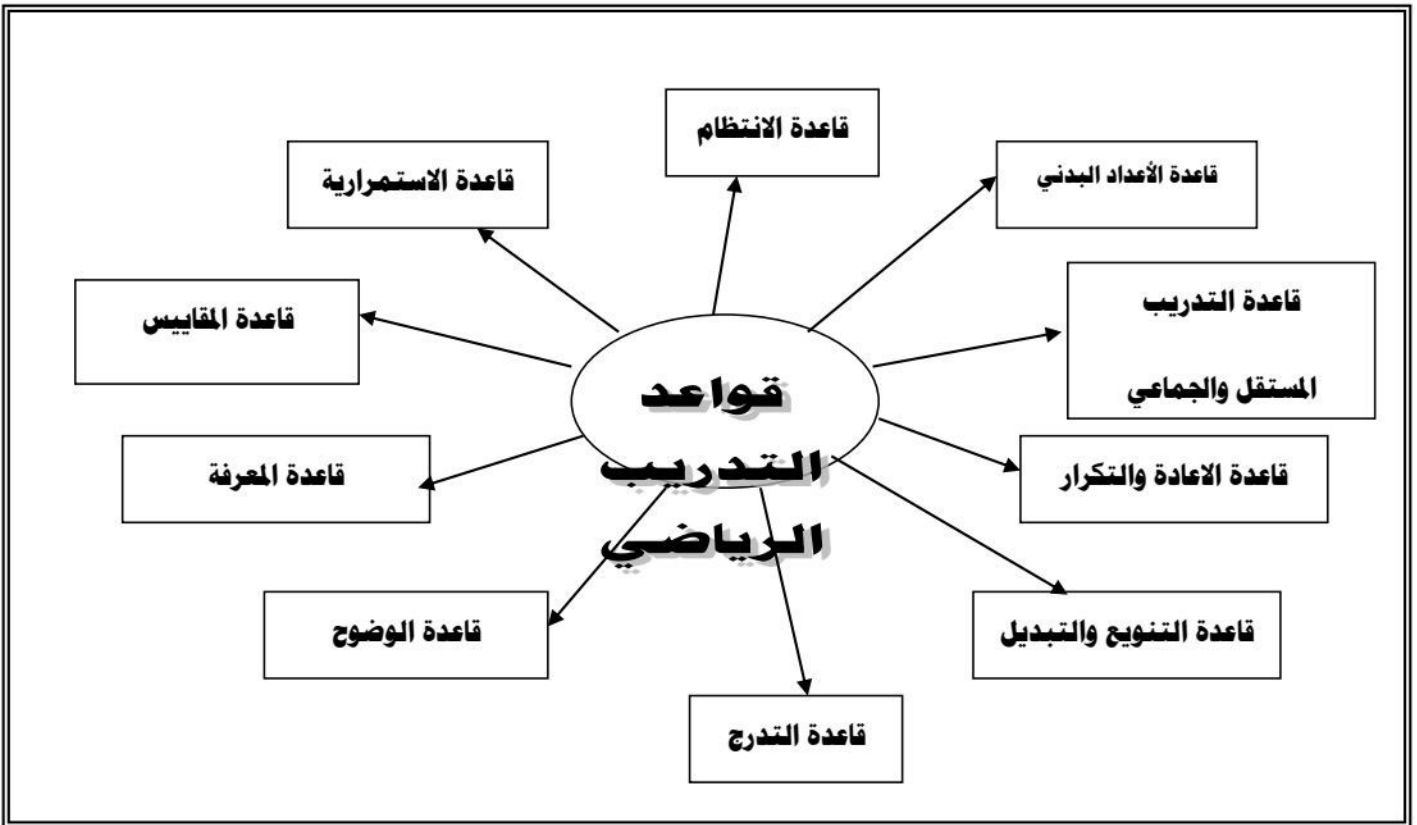 قاعدة الانتظام
قاعدة الأعداد البدني
قاعدة الاستمرارية
قاعدة التدريب
المستقل والجماعي
قاعدة المقاييس
قواعد
التدريب
الرياضي
قاعدة الاعادة والتكرار
قاعدة المعرفة
قاعدة التنويع والتبديل
قاعدة الوضوح
قاعدة التدرج